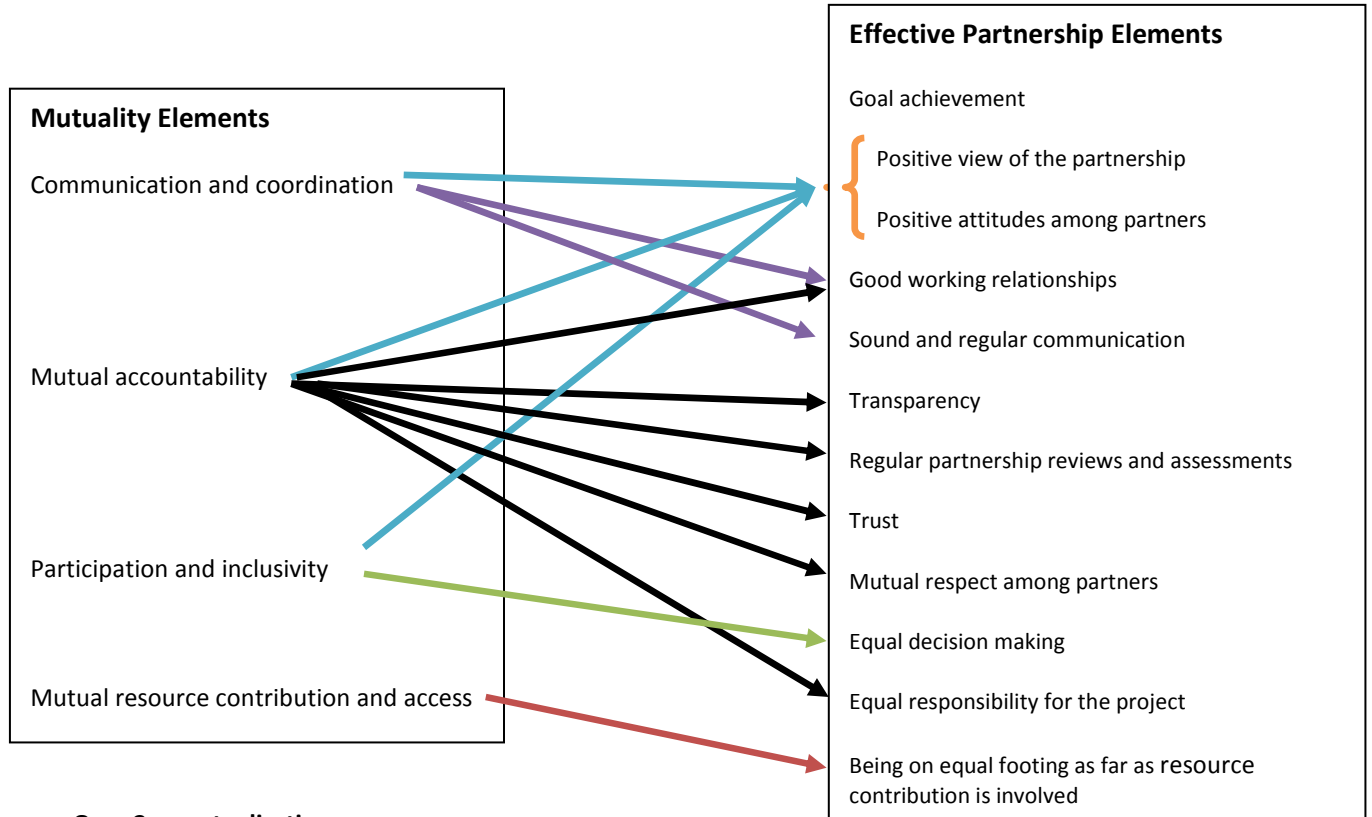 Mutuality Elements
Communication and coordination
Mutual accountability
Participation and inclusivity
Mutual resource contribution and access
Effective Partnership Elements
Goal achievement
Positive view of the partnership
Positive attitudes among partners
Good working relationships
Sound and regular communication
Transparency
Regular partnership reviews and assessments
Trust
Mutual respect among partners
Equal decision making
Equal responsibility for the project
Being on equal footing as far as resource
contribution is involved